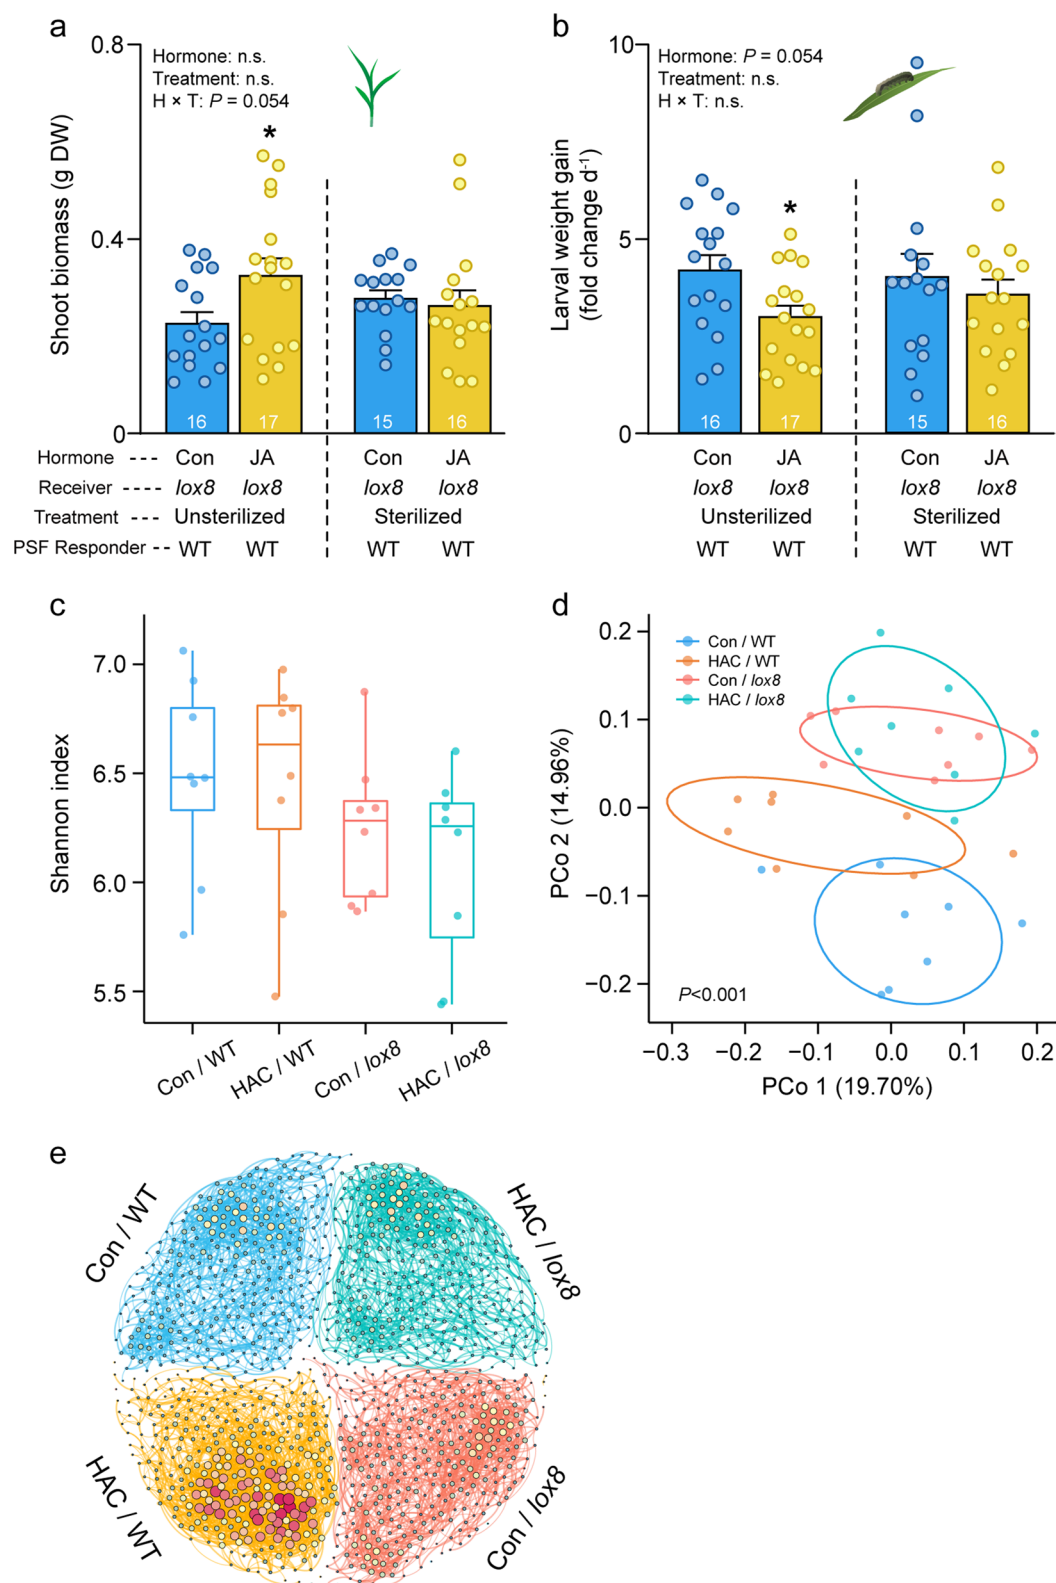 a
0.8
0.4
0
Shoot biomass (g DW)
Hormone: n.s.
Treatment: n.s.
H × T: P = 0.054
*
16
17
15
16
Hormone --- Con JA Con JA
Receiver ---- lox8 lox8 lox8 lox8
Treatment --- Unsterilized Sterilized
PSF Responder -- WT WT WT WT
b
10
5
0
Larval weight gain
(fold change d-1)
Hormone: P = 0.054
Treatment: n.s.
H × T: n.s.
*
16
17
15
16
Con JA Con JA
lox8 lox8 lox8 lox8
Unsterilized Sterilized
WT WT WT WT
c
7.0
6.5
6.0
5.5
Shannon index
Con / WT
HAC / WT
Con / lox8
HAC / lox8
d
0.2
0.1
0.0
−0.1
−0.2
PCo 2 (14.96%)
Con / WT
HAC / WT
Con / lox8
HAC / lox8
P<0.001
−0.3 −0.2 −0.1 0.0 0.1 0.2
PCo 1 (19.70%)
e
Con / WT
HAC / lox8
HAC / WT
Con / lox8